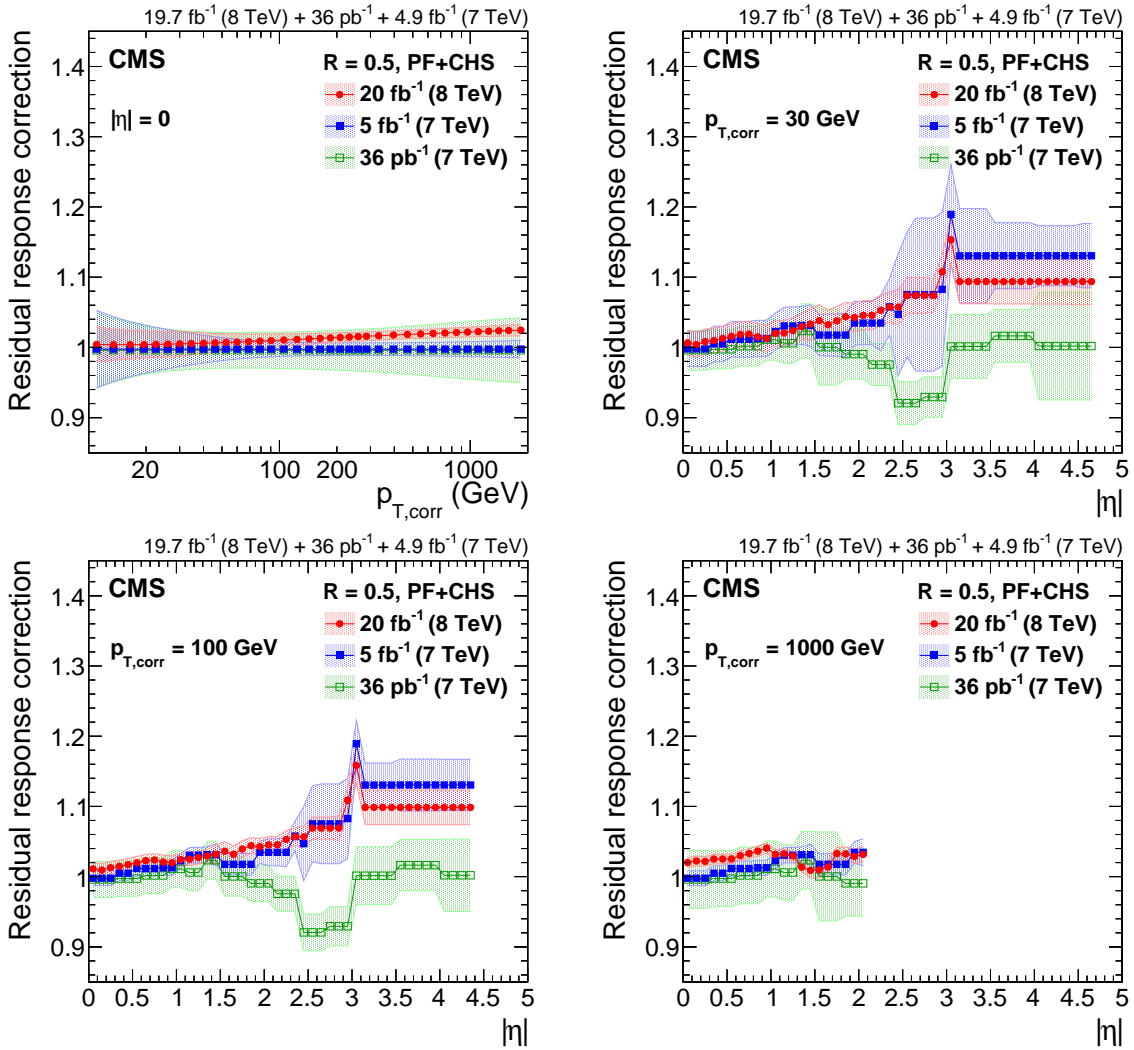 19.7 fb⁻¹ (8 TeV) + 36 pb⁻¹ + 4.9 fb⁻¹ (7 TeV)
CMS
R = 0.5, PF+CHS
20 fb⁻¹ (8 TeV)
|η| = 0
5 fb⁻¹ (7 TeV)
36 pb⁻¹ (7 TeV)
Residual response correction
1.4
1.3
1.2
1.1
1
0.9
20 100 200 1000
p_T,corr (GeV)
19.7 fb⁻¹ (8 TeV) + 36 pb⁻¹ + 4.9 fb⁻¹ (7 TeV)
CMS
R = 0.5, PF+CHS
20 fb⁻¹ (8 TeV)
p_T,corr = 30 GeV
5 fb⁻¹ (7 TeV)
36 pb⁻¹ (7 TeV)
Residual response correction
1.4
1.3
1.2
1.1
1
0.9
0 0.5 1 1.5 2 2.5 3 3.5 4 4.5 5
|η|
19.7 fb⁻¹ (8 TeV) + 36 pb⁻¹ + 4.9 fb⁻¹ (7 TeV)
CMS
R = 0.5, PF+CHS
20 fb⁻¹ (8 TeV)
p_T,corr = 100 GeV
5 fb⁻¹ (7 TeV)
36 pb⁻¹ (7 TeV)
Residual response correction
1.4
1.3
1.2
1.1
1
0.9
0 0.5 1 1.5 2 2.5 3 3.5 4 4.5 5
|η|
19.7 fb⁻¹ (8 TeV) + 36 pb⁻¹ + 4.9 fb⁻¹ (7 TeV)
CMS
R = 0.5, PF+CHS
20 fb⁻¹ (8 TeV)
p_T,corr = 1000 GeV
5 fb⁻¹ (7 TeV)
36 pb⁻¹ (7 TeV)
Residual response correction
1.4
1.3
1.2
1.1
1
0.9
0 0.5 1 1.5 2 2.5 3 3.5 4 4.5 5
|η|